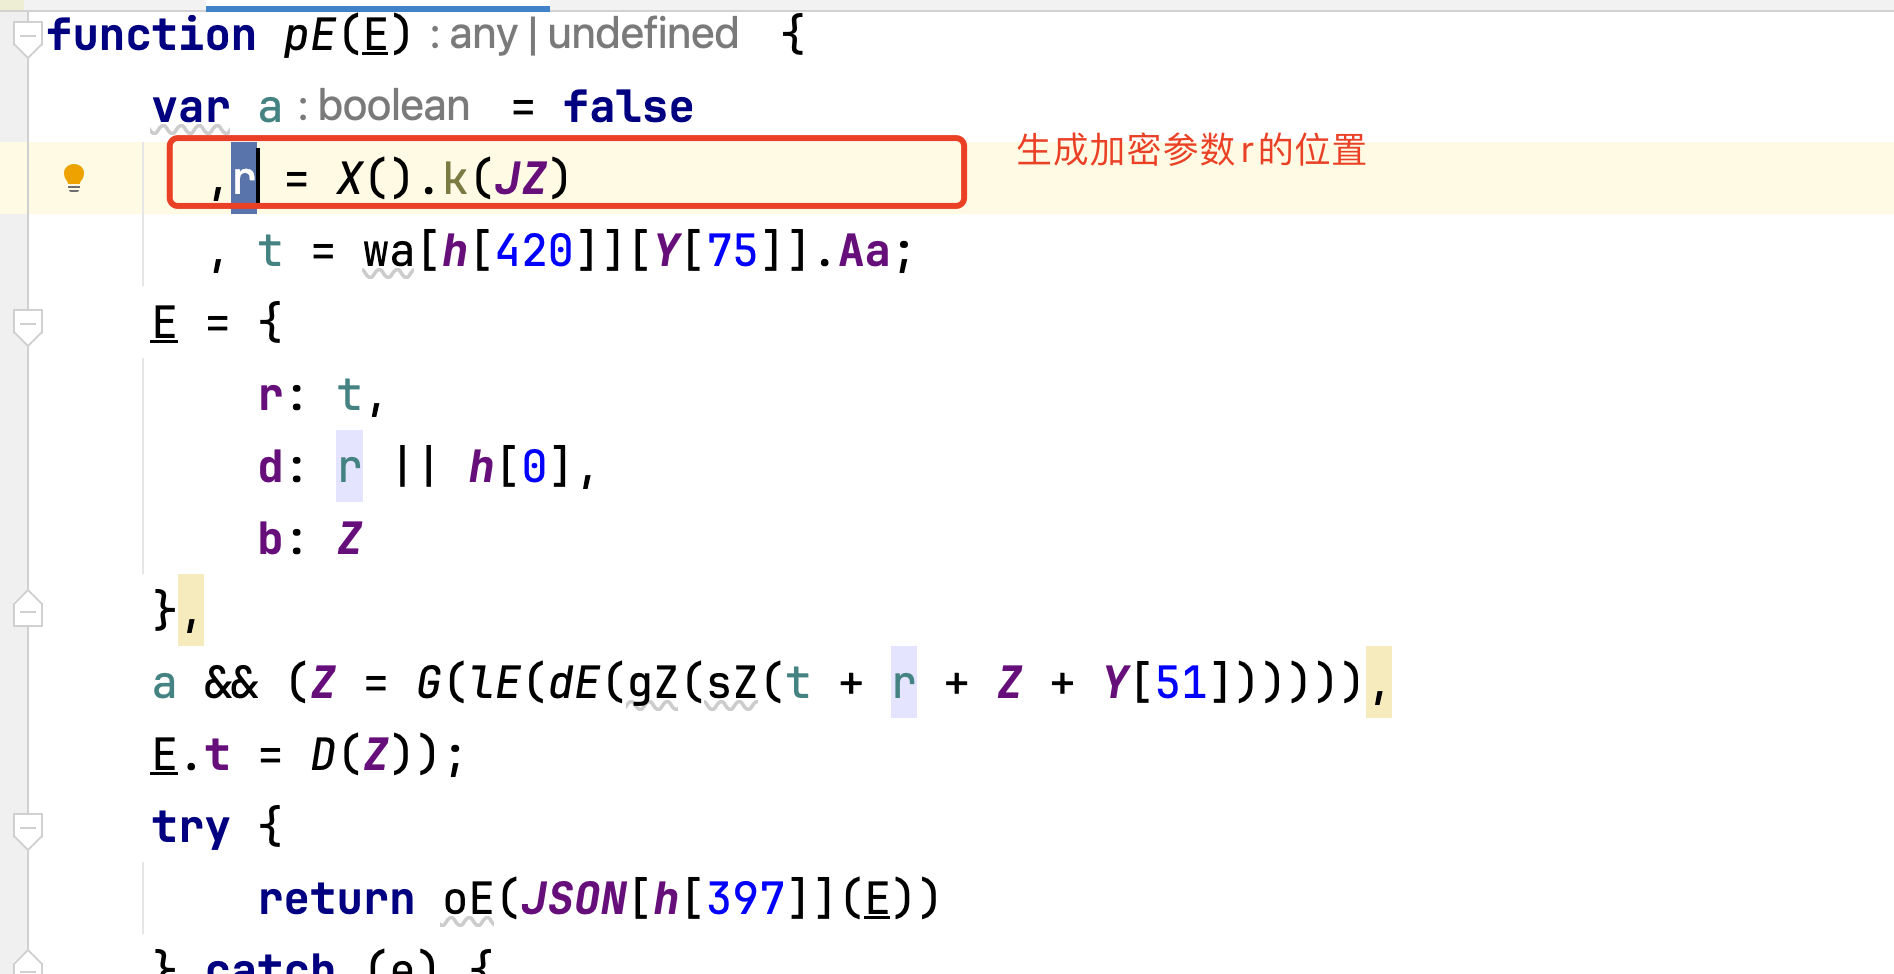 function pE(E) : any | undefined {
var a : boolean = false
,r = X().k(JZ)
生成加密参数r的位置
, t = wa[h[420]][Y[75]].Aa;
E = {
r: t,
d: r || h[0],
b: Z
},
a && (Z = G(lE(dE(gZ(sZ(t + r + Z + Y[51]))))),
E.t = D(Z));
try {
return oE(JSON[h[397]](E))
} catch (e) {